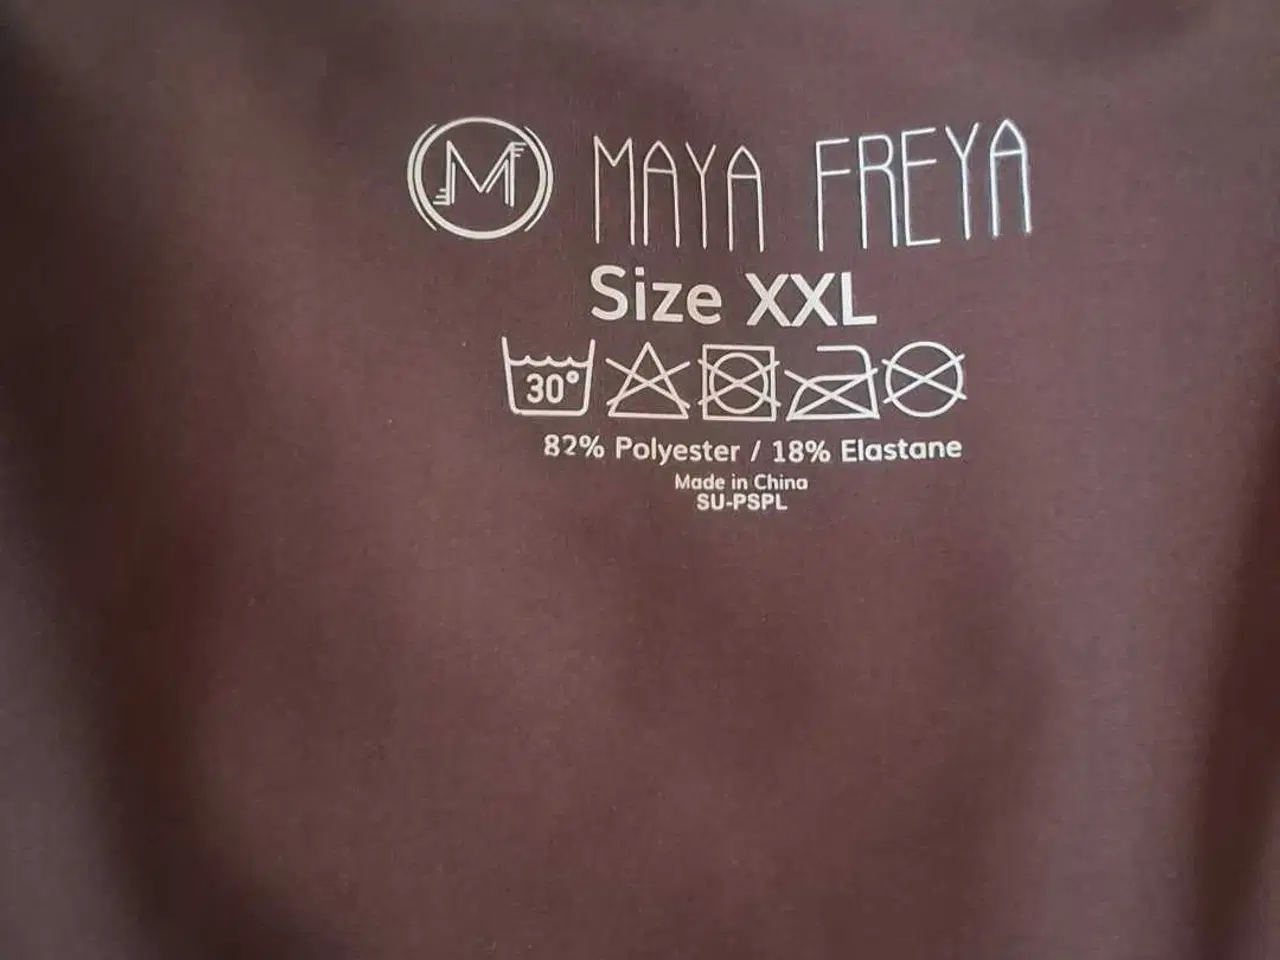 M MAYA FREYA
Size XXL
30°
82% Polyester / 18% Elastane
Made in China
SU-PSPL